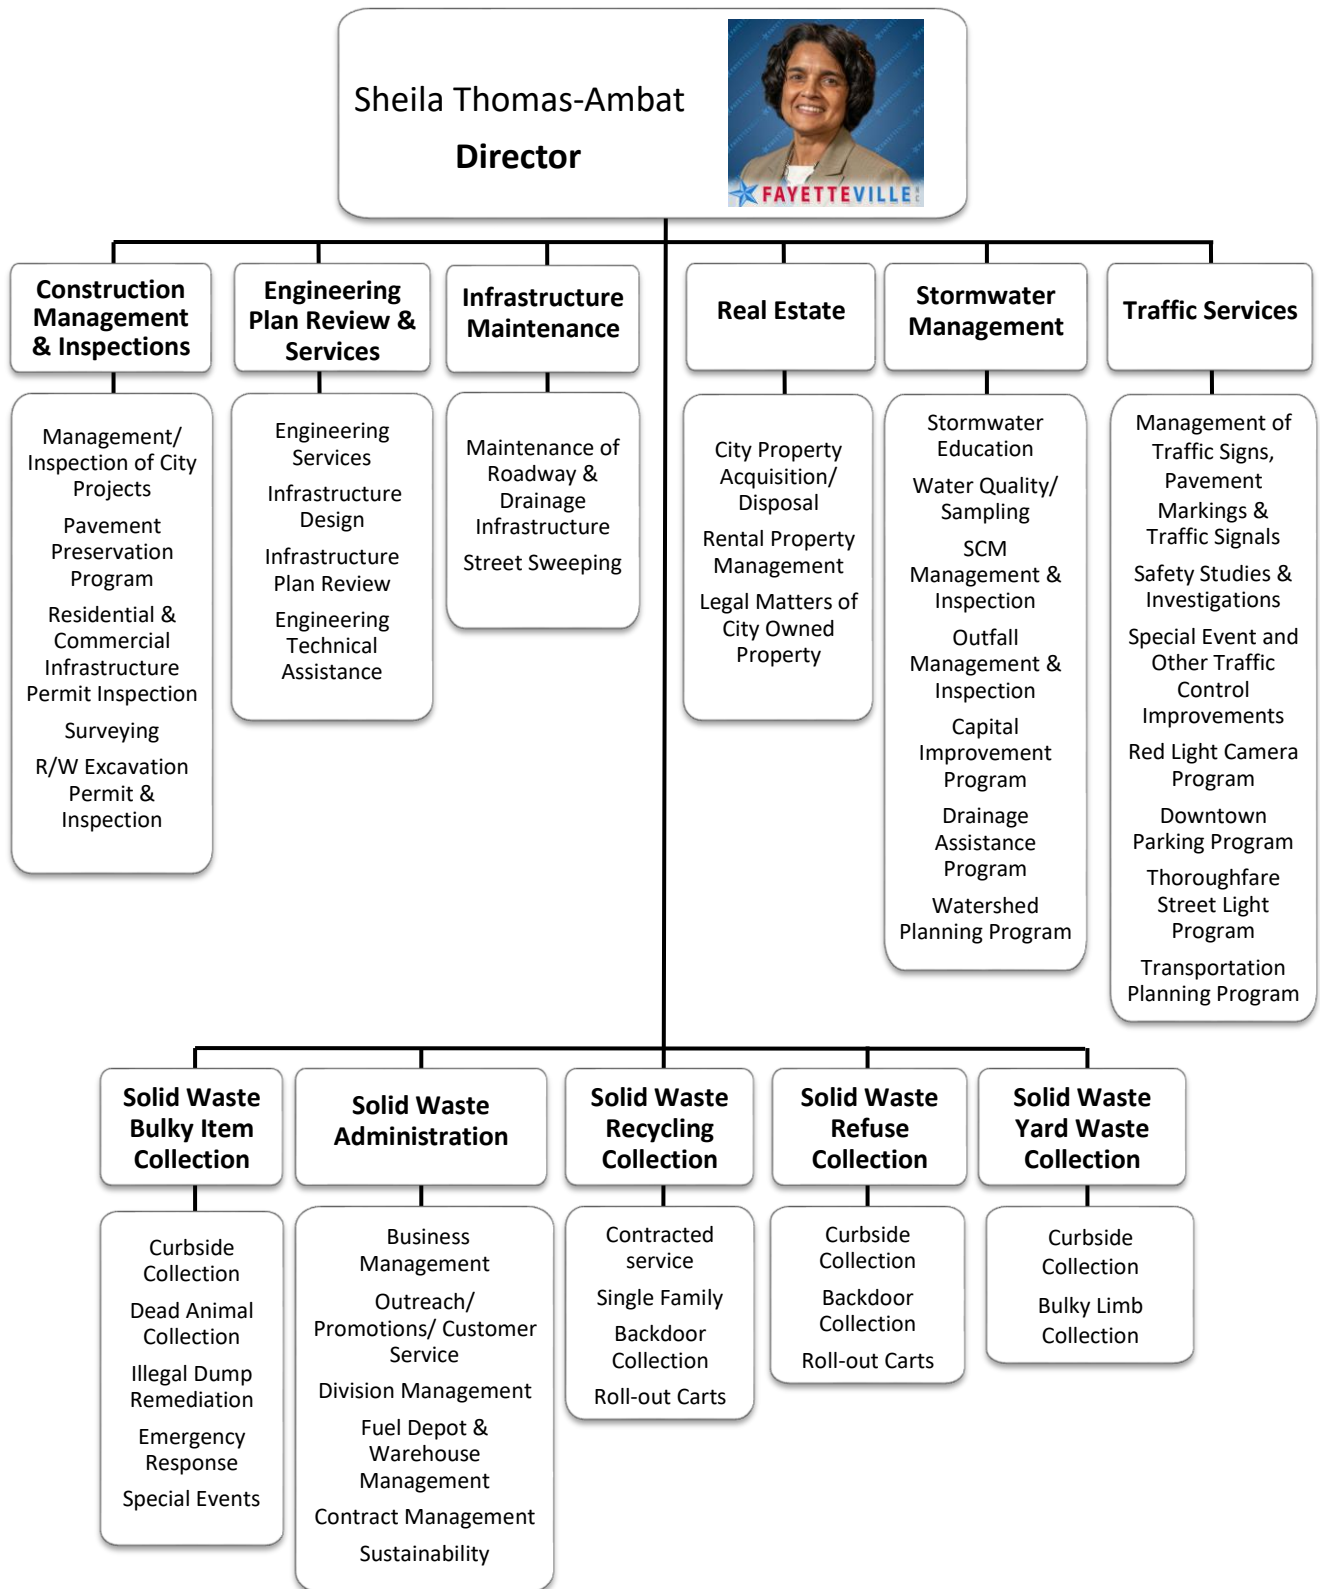 Sheila Thomas-Ambat
Director
FAYETTEVILLE
Construction
Management
& Inspections
Management/
Inspection of City
Projects
Pavement
Preservation
Program
Residential &
Commercial
Infrastructure
Permit Inspection
Surveying
R/W Excavation
Permit &
Inspection
Engineering
Plan Review &
Services
Engineering
Services
Infrastructure
Design
Infrastructure
Plan Review
Engineering
Technical
Assistance
Infrastructure
Maintenance
Maintenance of
Roadway &
Drainage
Infrastructure
Street Sweeping
Real Estate
City Property
Acquisition/
Disposal
Rental Property
Management
Legal Matters of
City Owned
Property
Stormwater
Management
Stormwater
Education
Water Quality/
Sampling
SCM
Management &
Inspection
Outfall
Management &
Inspection
Capital
Improvement
Program
Drainage
Assistance
Program
Watershed
Planning Program
Traffic Services
Management of
Traffic Signs,
Pavement
Markings &
Traffic Signals
Safety Studies &
Investigations
Special Event and
Other Traffic
Control
Improvements
Red Light Camera
Program
Downtown
Parking Program
Thoroughfare
Street Light
Program
Transportation
Planning Program
Solid Waste
Bulky Item
Collection
Curbside
Collection
Dead Animal
Collection
Illegal Dump
Remediation
Emergency
Response
Special Events
Solid Waste
Administration
Business
Management
Outreach/
Promotions/ Customer
Service
Division Management
Fuel Depot &
Warehouse
Management
Contract Management
Sustainability
Solid Waste
Recycling
Collection
Contracted
service
Single Family
Backdoor
Collection
Roll-out Carts
Solid Waste
Refuse
Collection
Curbside
Collection
Backdoor
Collection
Roll-out Carts
Solid Waste
Yard Waste
Collection
Curbside
Collection
Bulky Limb
Collection